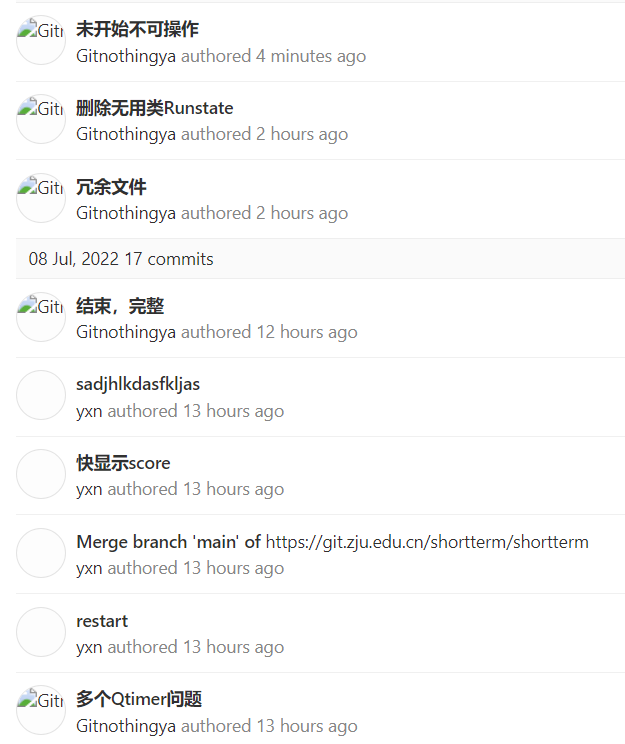 Gitn
未开始不可操作
Gitnothingya authored 4 minutes ago
Gitn
删除无用类Runstate
Gitnothingya authored 2 hours ago
Gitn
冗余文件
Gitnothingya authored 2 hours ago
08 Jul, 2022 17 commits
Gitn
结束，完整
Gitnothingya authored 12 hours ago
sadjhlkdasfkljas
yxn authored 13 hours ago
快显示score
yxn authored 13 hours ago
Merge branch 'main' of https://git.zju.edu.cn/shortterm/shortterm
yxn authored 13 hours ago
restart
yxn authored 13 hours ago
Gitn
多个Qtimer问题
Gitnothingya authored 13 hours ago